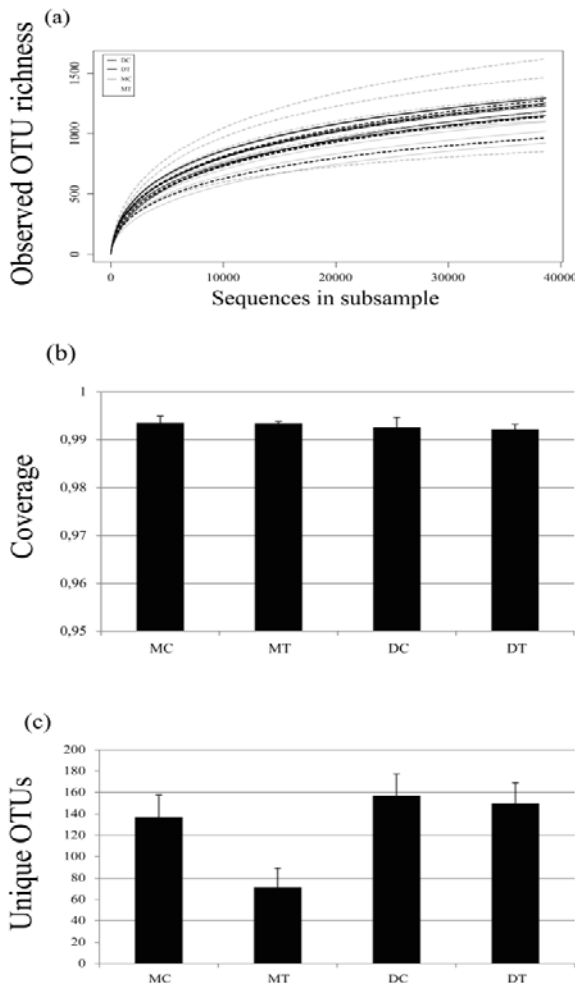 (a)
DC
DT
MC
MT
Observed OTU richness
1500
1000
500
0
0 10000 20000 30000 40000
Sequences in subsample
(b)
Coverage
1
0,99
0,98
0,97
0,96
0,95
MC MT DC DT
(c)
Unique OTUs
200
180
160
140
120
100
80
60
40
20
0
MC MT DC DT